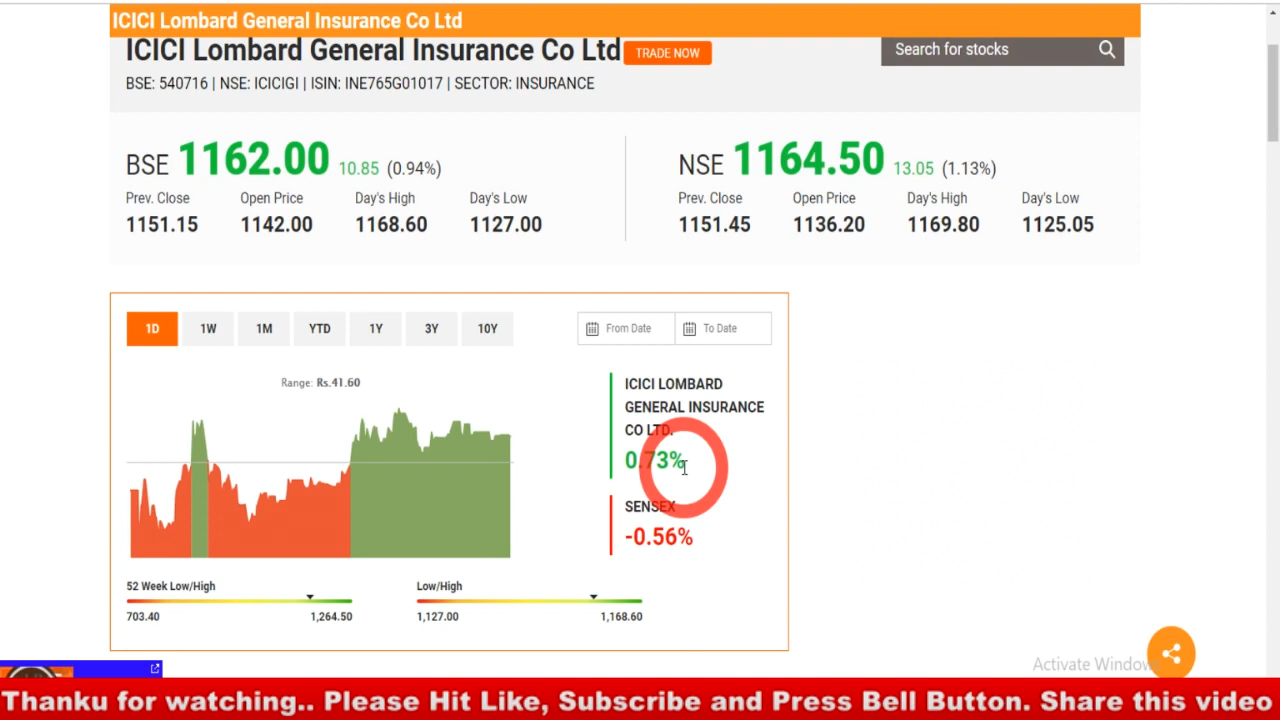 ICICI Lombard General Insurance Co Ltd
ICICI Lombard General Insurance Co Ltd TRADE NOW Search for stocks
BSE: 540716 | NSE: ICICIGI | ISIN: INE765G01017 | SECTOR: INSURANCE
BSE 1162.00 10.85 (0.94%) NSE 1164.50 13.05 (1.13%)
Prev. Close Open Price Day's High Day's Low Prev. Close Open Price Day's High Day's Low
1151.15 1142.00 1168.60 1127.00 1151.45 1136.20 1169.80 1125.05
1D 1W 1M YTD 1Y 3Y 10Y From Date To Date
Range: Rs.41.60
ICICI LOMBARD
GENERAL INSURANCE
CO LTD.
0.73%
SENSEX
-0.56%
52 Week Low/High Low/High
703.40 1,264.50 1,127.00 1,168.60
Activate Windows
Thanku for watching.. Please Hit Like, Subscribe and Press Bell Button. Share this video